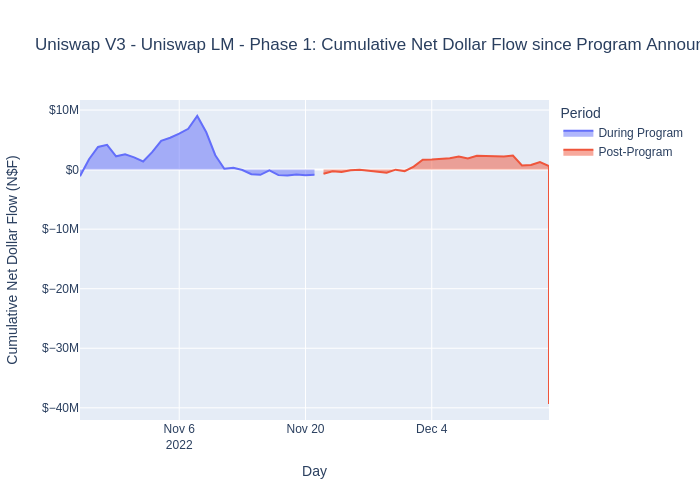 Uniswap V3 - Uniswap LM - Phase 1: Cumulative Net Dollar Flow since Program
Period
During Program
Post-Program
Cumulative Net Dollar Flow (N$F)
$10M
$0
$−10M
$−20M
$−30M
$−40M
Nov 6
2022
Nov 20
Dec 4
Day